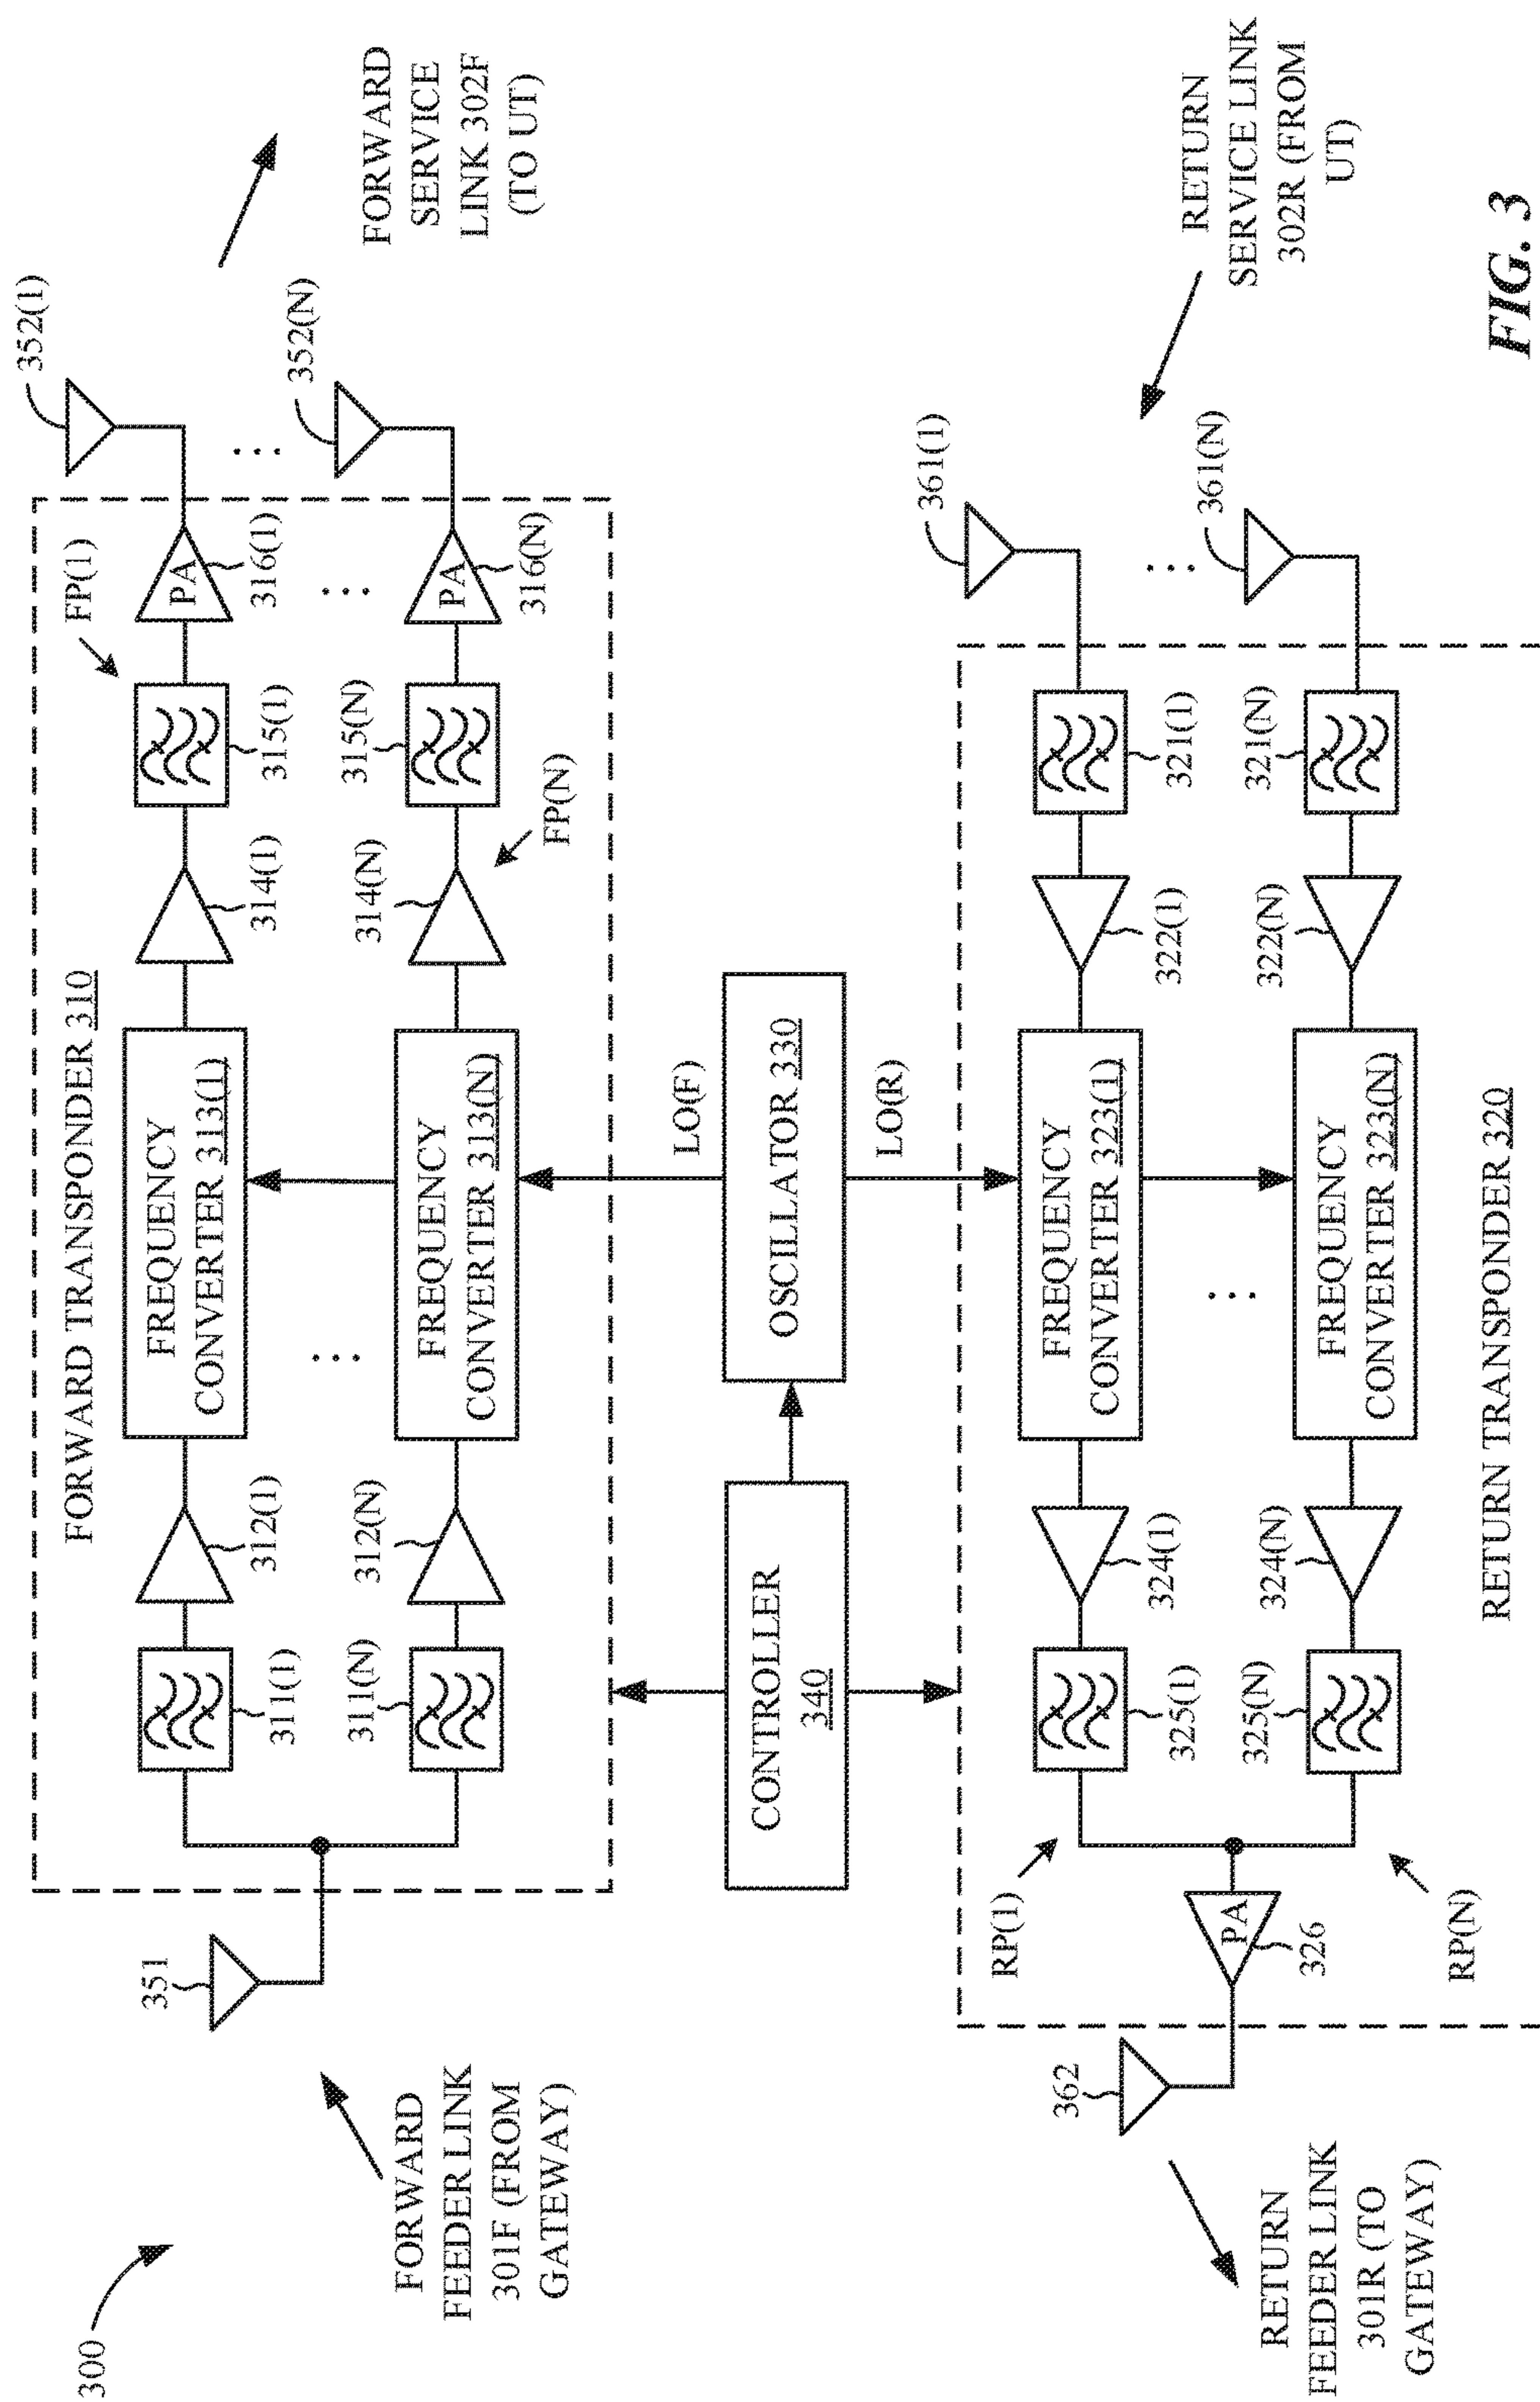 300
FORWARD
FEEDER LINK
301F (FROM
GATEWAY)
351
FORWARD TRANSPONDER 310
311(1)
312(1)
FREQUENCY
CONVERTER 313(1)
314(1)
315(1)
FP(1)
PA
316(1)
352(1)
311(N)
312(N)
FREQUENCY
CONVERTER 313(N)
314(N)
315(N)
FP(N)
PA
316(N)
352(N)
FORWARD
SERVICE
LINK 302F
(TO UT)
CONTROLLER
340
OSCILLATOR 330
LO(F)
LO(R)
RETURN
FEEDER LINK
301R (TO
GATEWAY)
362
PA
326
RP(1)
RP(N)
325(1)
324(1)
FREQUENCY
CONVERTER 323(1)
322(1)
321(1)
361(1)
325(N)
324(N)
FREQUENCY
CONVERTER 323(N)
322(N)
321(N)
361(N)
RETURN
SERVICE LINK
302R (FROM
UT)
RETURN TRANSPONDER 320
FIG. 3